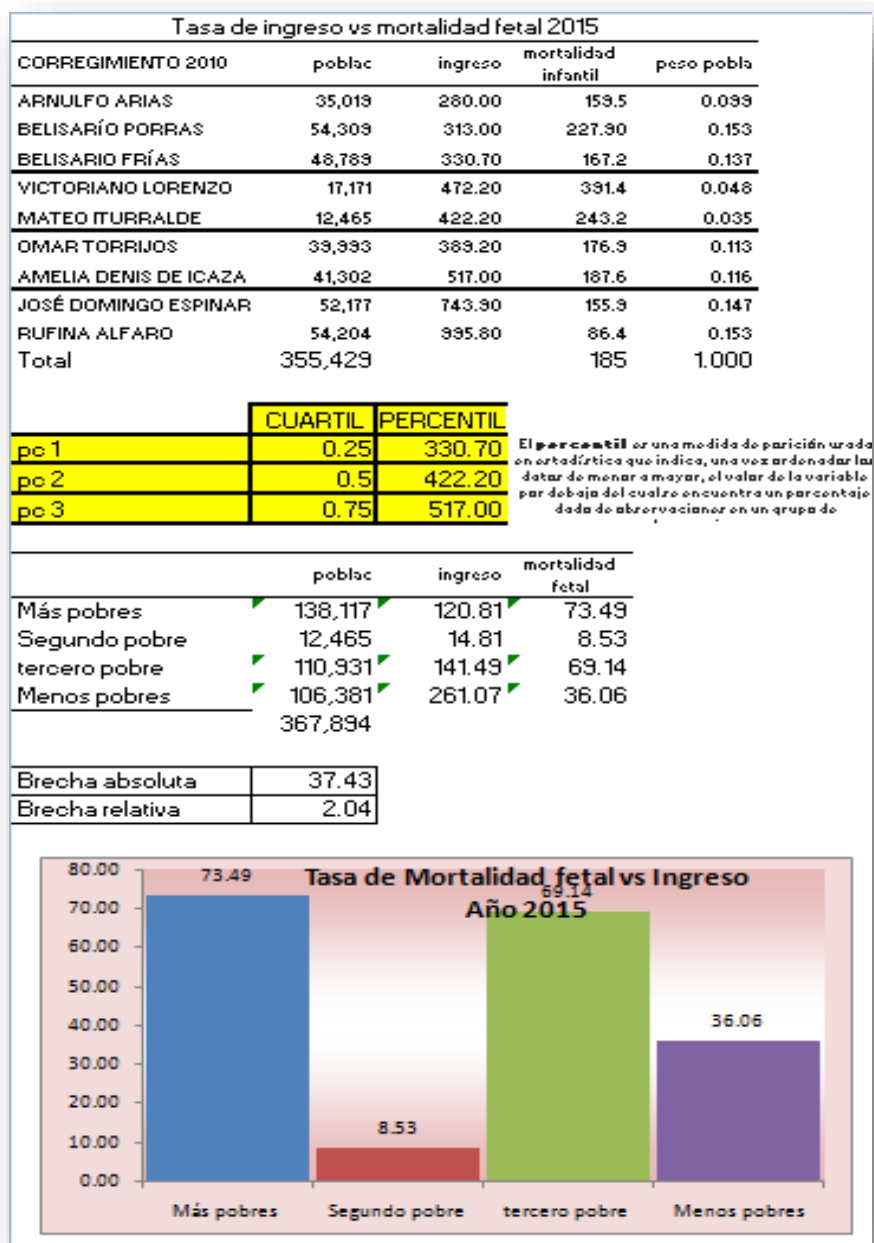 Tasa de ingreso vs mortalidad fetal 2015
CORREGIMIENTO 2010 poblac ingreso mortalidad infantil peso pobla
ARNULFO ARIAS 35,019 280.00 159.5 0.099
BELISARÍO PORRAS 54,309 313.00 227.90 0.153
BELISARIO FRÍAS 48,789 330.70 167.2 0.137
VICTORIANO LORENZO 17,171 472.20 391.4 0.048
MATEO ITURRALDE 12,465 422.20 243.2 0.035
OMAR TORRIJOS 39,993 389.20 176.9 0.113
AMELIA DENIS DE ICAZA 41,302 517.00 187.6 0.116
JOSÉ DOMINGO ESPINAR 52,177 743.90 155.9 0.147
RUFINA ALFARO 54,204 995.80 86.4 0.153
Total 355,429 185 1.000
CUARTIL PERCENTIL
pc 1 0.25 330.70
pc 2 0.5 422.20
pc 3 0.75 517.00
El percentil es una medida de posición usada
en estadística que indica, una vez ordenados los
datos de menor a mayor, el valor de la variable
por debajo del cual se encuentra un porcentaje
dado de observaciones en un grupo de
poblac ingreso mortalidad fetal
Más pobres 138,117 120.81 73.49
Segundo pobre 12,465 14.81 8.53
tercero pobre 110,931 141.49 69.14
Menos pobres 106,381 261.07 36.06
367,894
Brecha absoluta 37.43
Brecha relativa 2.04
Tasa de Mortalidad fetal vs Ingreso
Año 2015
80.00
70.00
60.00
50.00
40.00
30.00
20.00
10.00
0.00
73.49
8.53
69.14
36.06
Más pobres Segundo pobre tercero pobre Menos pobres